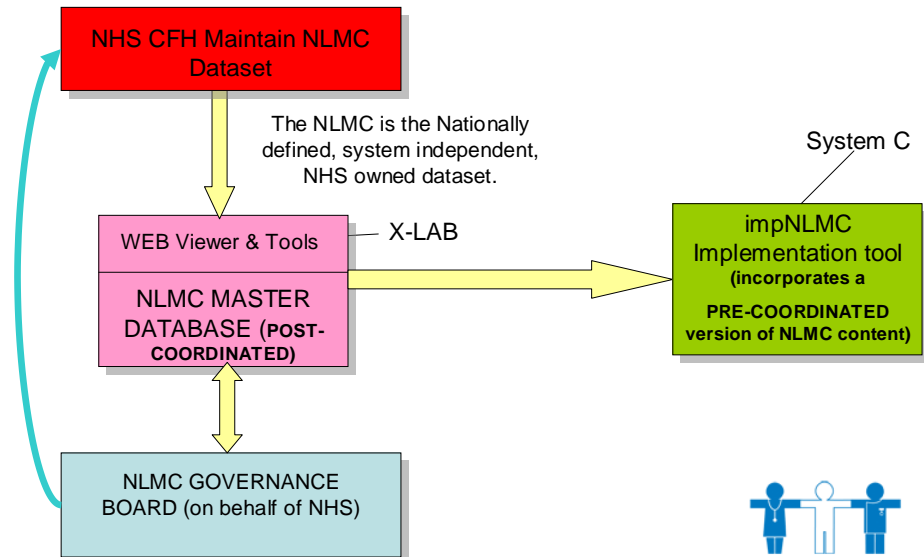 NHS CFH Maintain NLMC
Dataset
The NLMC is the Nationally
defined, system independent,
NHS owned dataset.
System C
WEB Viewer & Tools
X-LAB
NLMC MASTER
DATABASE (POST-
COORDINATED)
impNLMC
Implementation tool
(incorporates a
PRE-COORDINATED
version of NLMC content)
NLMC GOVERNANCE
BOARD (on behalf of NHS)